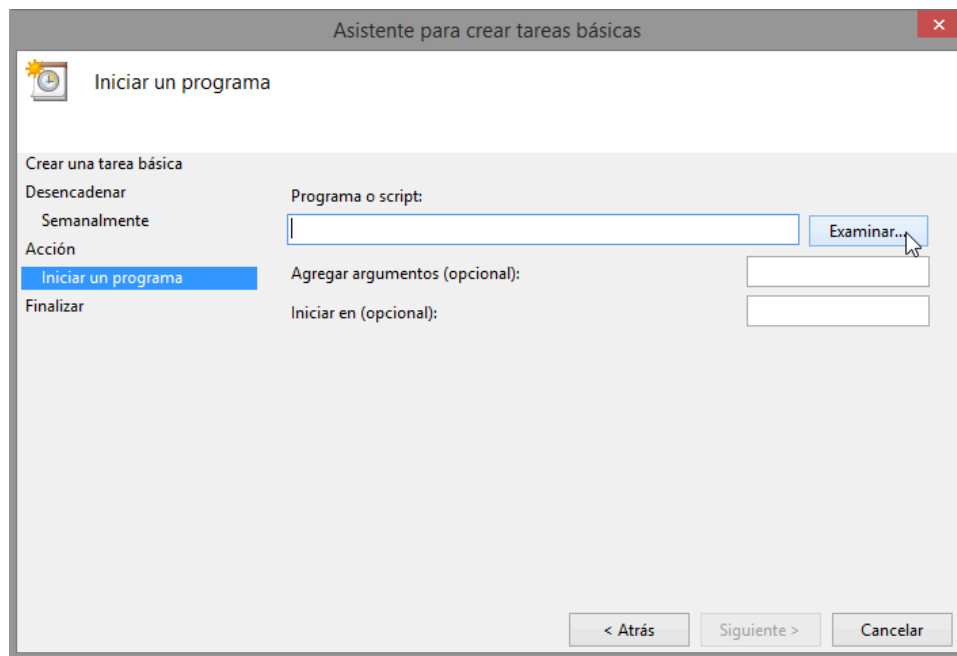 Asistente para crear tareas básicas
Iniciar un programa
Crear una tarea básica
Desencadenar
Semanalmente
Acción
Iniciar un programa
Finalizar
Programa o script:
Examinar...
Agregar argumentos (opcional):
Iniciar en (opcional):
< Atrás
Siguiente >
Cancelar